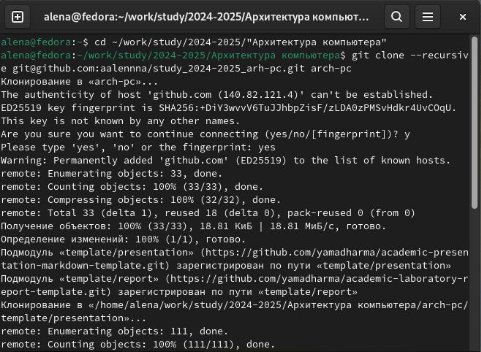 alena@fedora:~/work/study/2024-2025/Архитектура компьют...
alena@fedora:~$ cd ~/work/study/2024-2025/"Архитектура компьютера"
alena@fedora:~/work/study/2024-2025/Архитектура компьютера$ git clone --recursiv
e git@github.com:aalennna/study_2024-2025_arh-pc.git arch-pc
Клонирование в «arch-pc»...
The authenticity of host 'github.com (140.82.121.4)' can't be established.
ED25519 key fingerprint is SHA256:+DiY3wvvV6TuJJhbpZisF/zLDA0zPMSvHdkr4UvCOqU.
This key is not known by any other names.
Are you sure you want to continue connecting (yes/no/[fingerprint])? y
Please type 'yes', 'no' or the fingerprint: yes
Warning: Permanently added 'github.com' (ED25519) to the list of known hosts.
remote: Enumerating objects: 33, done.
remote: Counting objects: 100% (33/33), done.
remote: Compressing objects: 100% (32/32), done.
remote: Total 33 (delta 1), reused 18 (delta 0), pack-reused 0 (from 0)
Получение объектов: 100% (33/33), 18.81 КиБ | 18.81 МиБ/с, готово.
Определение изменений: 100% (1/1), готово.
Подмодуль «template/presentation» (https://github.com/yamadharma/academic-presen
tation-markdown-template.git) зарегистрирован по пути «template/presentation»
Подмодуль «template/report» (https://github.com/yamadharma/academic-laboratory-r
eport-template.git) зарегистрирован по пути «template/report»
Клонирование в «/home/alena/work/study/2024-2025/Архитектура компьютера/arch-pc/
template/presentation»...
remote: Enumerating objects: 111, done.
remote: Counting objects: 100% (111/111), done.